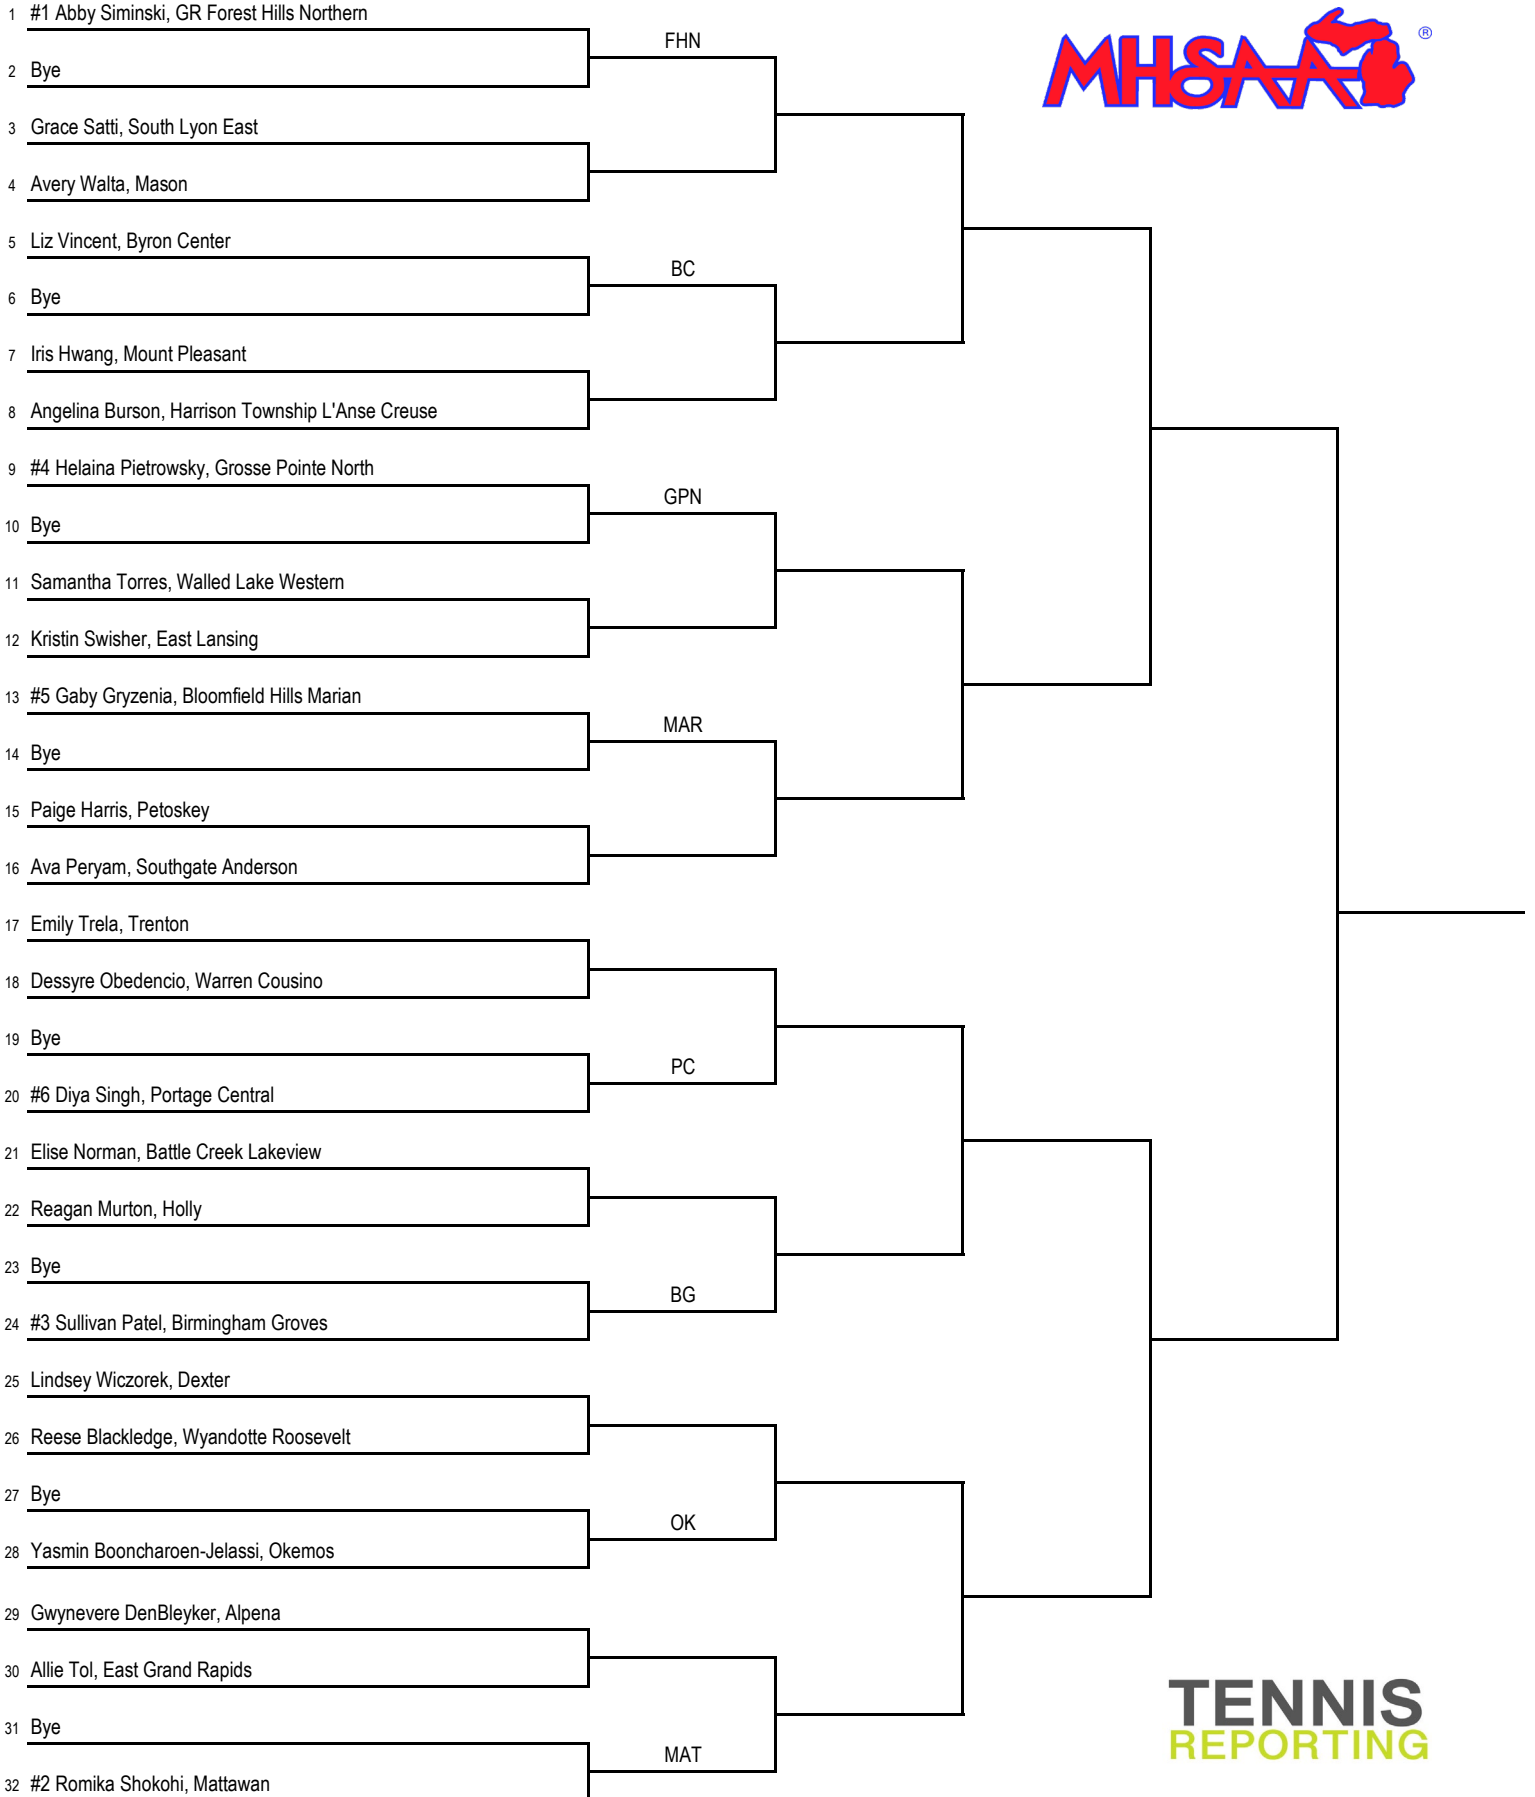 1 #1 Abby Siminski, GR Forest Hills Northern
FHN
MHSAA ®
2 Bye
3 Grace Satti, South Lyon East
4 Avery Walta, Mason
5 Liz Vincent, Byron Center
BC
6 Bye
7 Iris Hwang, Mount Pleasant
8 Angelina Burson, Harrison Township L'Anse Creuse
9 #4 Helaina Pietrowsky, Grosse Pointe North
GPN
10 Bye
11 Samantha Torres, Walled Lake Western
12 Kristin Swisher, East Lansing
13 #5 Gaby Gryzenia, Bloomfield Hills Marian
MAR
14 Bye
15 Paige Harris, Petoskey
16 Ava Peryam, Southgate Anderson
17 Emily Trela, Trenton
18 Dessyre Obedencio, Warren Cousino
19 Bye
PC
20 #6 Diya Singh, Portage Central
21 Elise Norman, Battle Creek Lakeview
22 Reagan Murton, Holly
23 Bye
BG
24 #3 Sullivan Patel, Birmingham Groves
25 Lindsey Wiczorek, Dexter
26 Reese Blackledge, Wyandotte Roosevelt
27 Bye
OK
28 Yasmin Booncharoen-Jelassi, Okemos
29 Gwynevere DenBleyker, Alpena
30 Allie Tol, East Grand Rapids
31 Bye
MAT
32 #2 Romika Shokohi, Mattawan
TENNIS
REPORTING